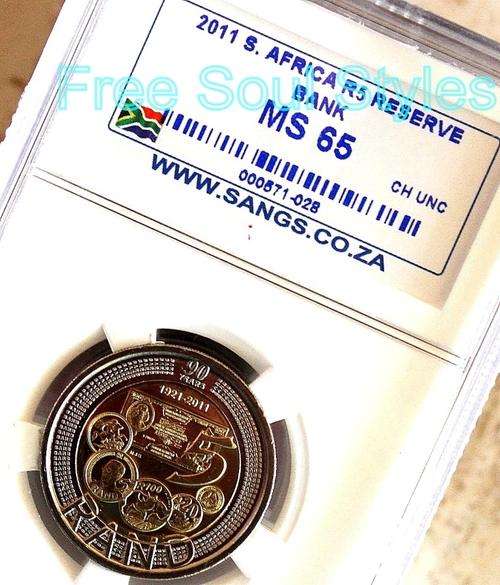 Free Soul Styles
2011 S. AFRICA R5 RESERVE
BANK
MS 65
CH UNC
000871-028
WWW.SANGS.CO.ZA
90
YEARS
1921-2011
5
RAND